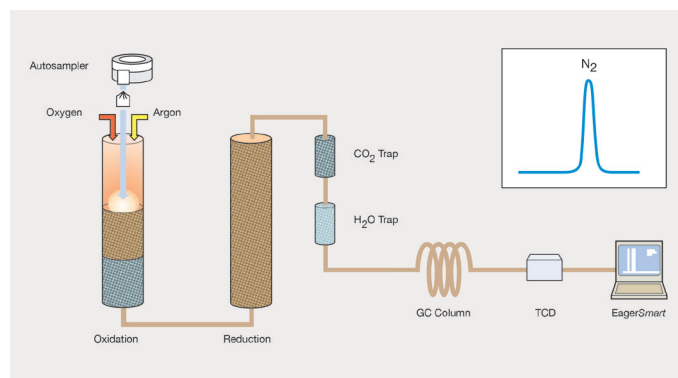 Autosampler
Oxygen
Argon
CO₂ Trap
H₂O Trap
N₂
GC Column
TCD
EagerSmart
Oxidation
Reduction